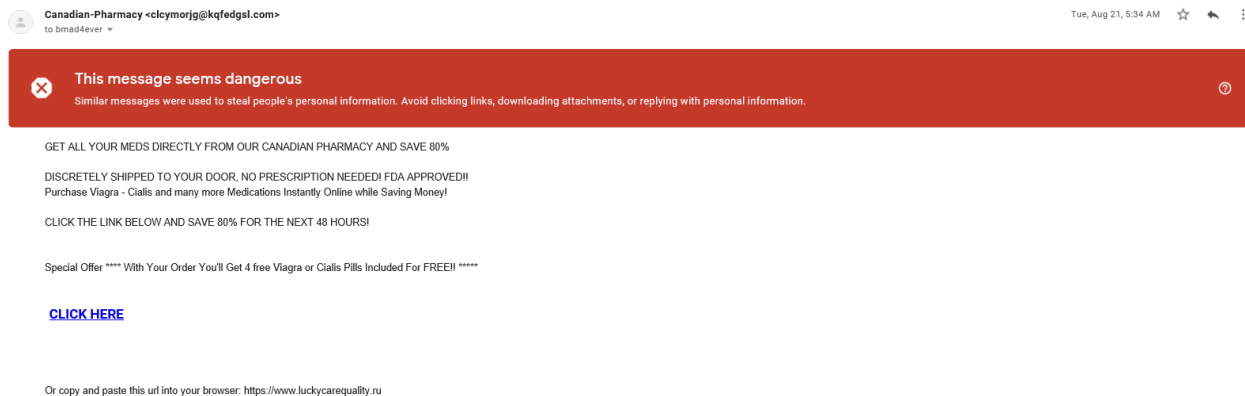 Canadian-Pharmacy <clcymorjg@kqfedgsl.com>
Tue, Aug 21, 5:34 AM
to bmad4ever
This message seems dangerous
Similar messages were used to steal people's personal information. Avoid clicking links, downloading attachments, or replying with personal information.
GET ALL YOUR MEDS DIRECTLY FROM OUR CANADIAN PHARMACY AND SAVE 80%
DISCRETELY SHIPPED TO YOUR DOOR, NO PRESCRIPTION NEEDED! FDA APPROVED!!
Purchase Viagra - Cialis and many more Medications Instantly Online while Saving Money!
CLICK THE LINK BELOW AND SAVE 80% FOR THE NEXT 48 HOURS!
Special Offer **** With Your Order You'll Get 4 free Viagra or Cialis Pills Included For FREE!! *****
CLICK HERE
Or copy and paste this url into your browser: https://www.luckycarequality.ru